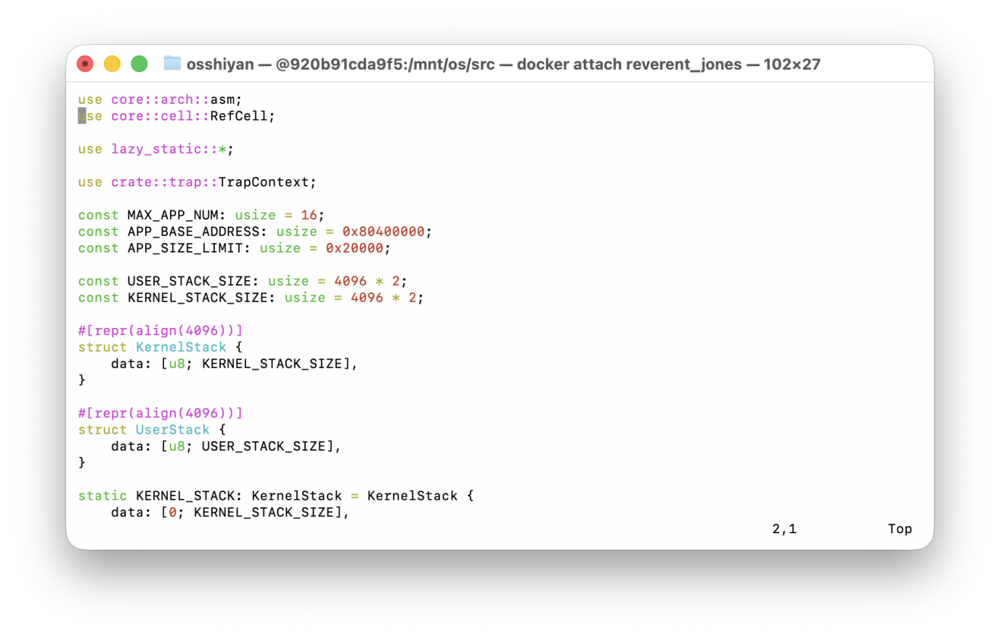 osshiyan — @920b91cda9f5:/mnt/os/src — docker attach reverent_jones — 102×27
use core::arch::asm;
use core::cell::RefCell;

use lazy_static::*;

use crate::trap::TrapContext;

const MAX_APP_NUM: usize = 16;
const APP_BASE_ADDRESS: usize = 0x80400000;
const APP_SIZE_LIMIT: usize = 0x20000;

const USER_STACK_SIZE: usize = 4096 * 2;
const KERNEL_STACK_SIZE: usize = 4096 * 2;

#[repr(align(4096))]
struct KernelStack {
    data: [u8; KERNEL_STACK_SIZE],
}

#[repr(align(4096))]
struct UserStack {
    data: [u8; USER_STACK_SIZE],
}

static KERNEL_STACK: KernelStack = KernelStack {
    data: [0; KERNEL_STACK_SIZE],
2,1 Top